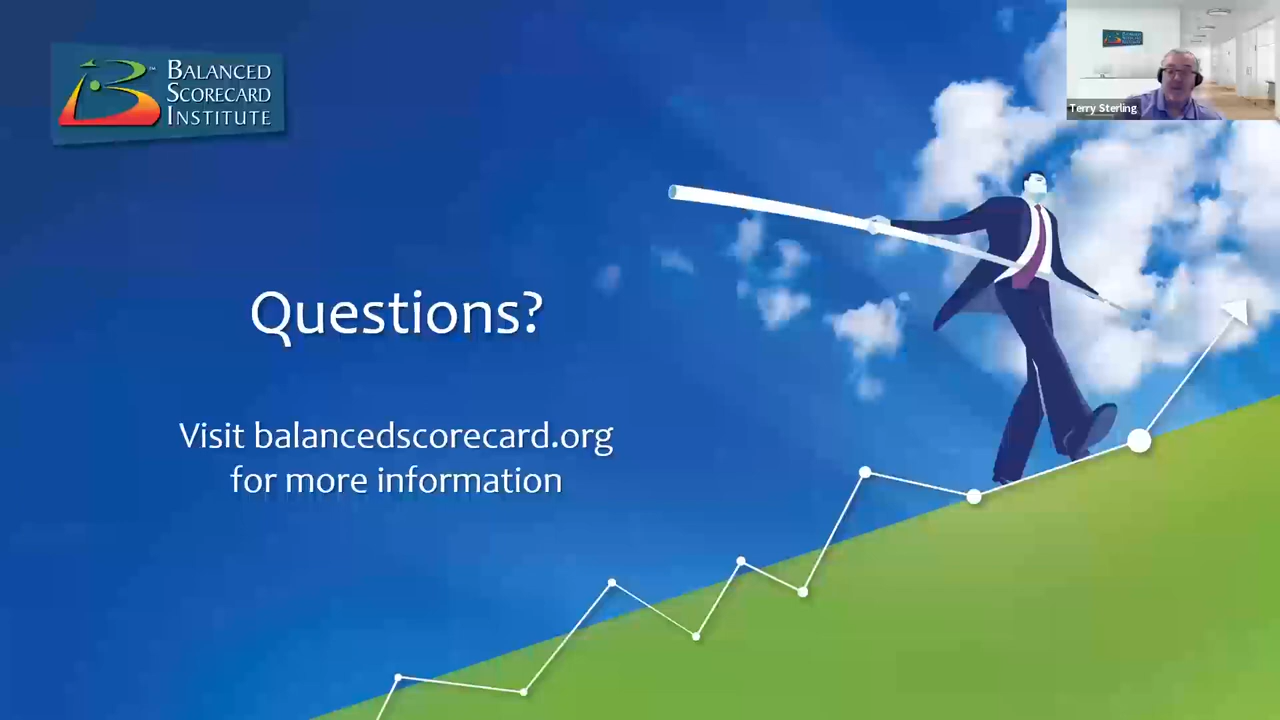 BALANCED
SCORECARD
INSTITUTE
Terry Sterling
Questions?
Visit balancedscorecard.org
for more information